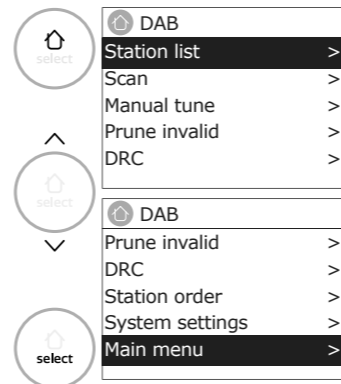 select
DAB
Station list >
Scan >
Manual tune >
Prune invalid >
DRC >
select
DAB
Prune invalid >
DRC >
Station order >
System settings >
Main menu >
select